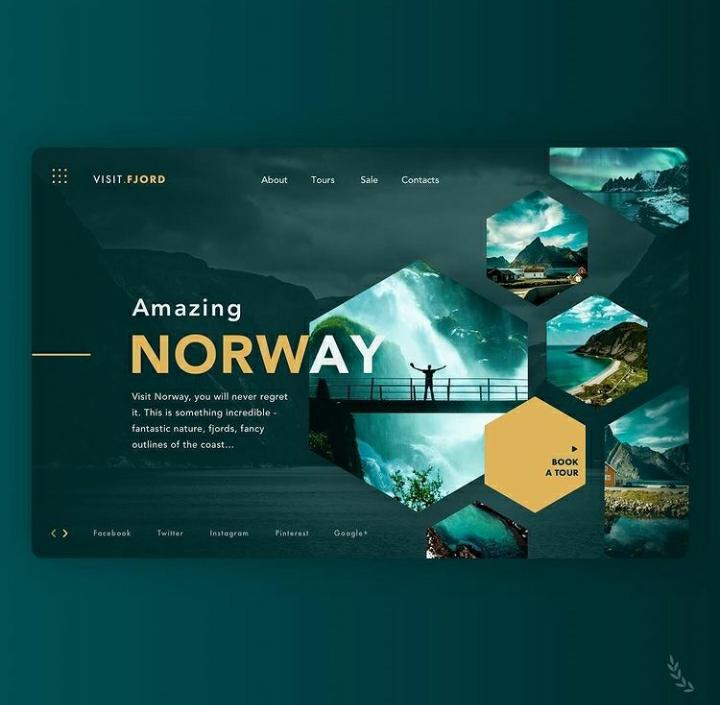 VISIT.FJORD
About Tours Sale Contacts
Amazing
NORWAY
Visit Norway, you will never regret
it. This is something incredible -
fantastic nature, fjords, fancy
outlines of the coast...
BOOK
A TOUR
Facebook Twitter Instagram Pinterest Google+